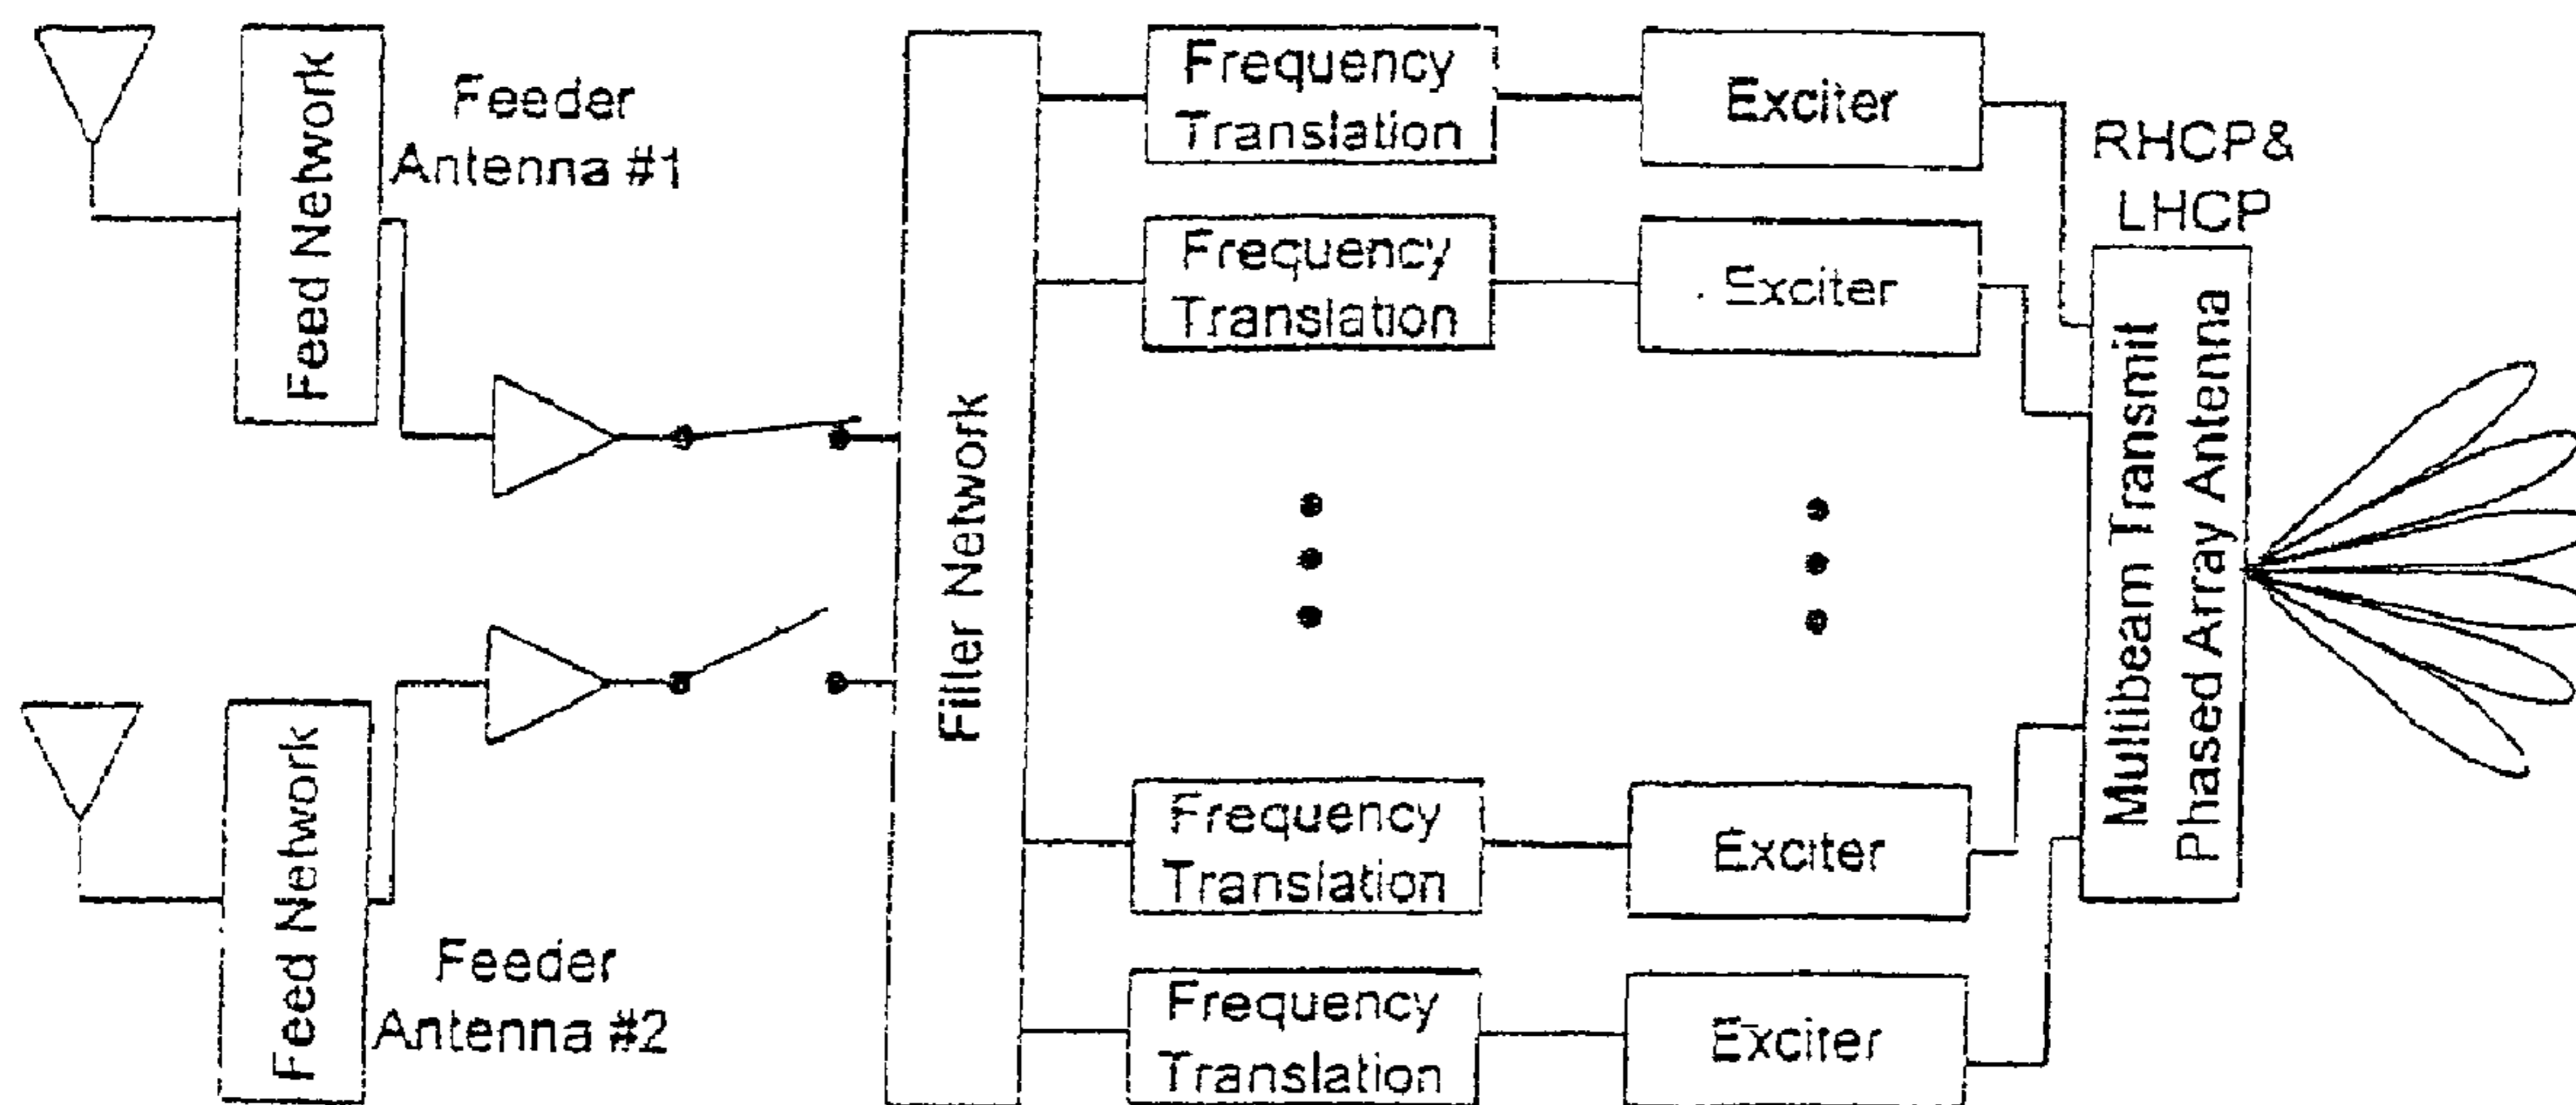 Feed Network
Feeder
Antenna #1
Feed Network
Feeder
Antenna #2
Filter Network
Frequency
Translation
Exciter
Frequency
Translation
Exciter
Frequency
Translation
Exciter
Frequency
Translation
Exciter
RHCP&
LHCP
Multibeam Transmit
Phased Array Antenna